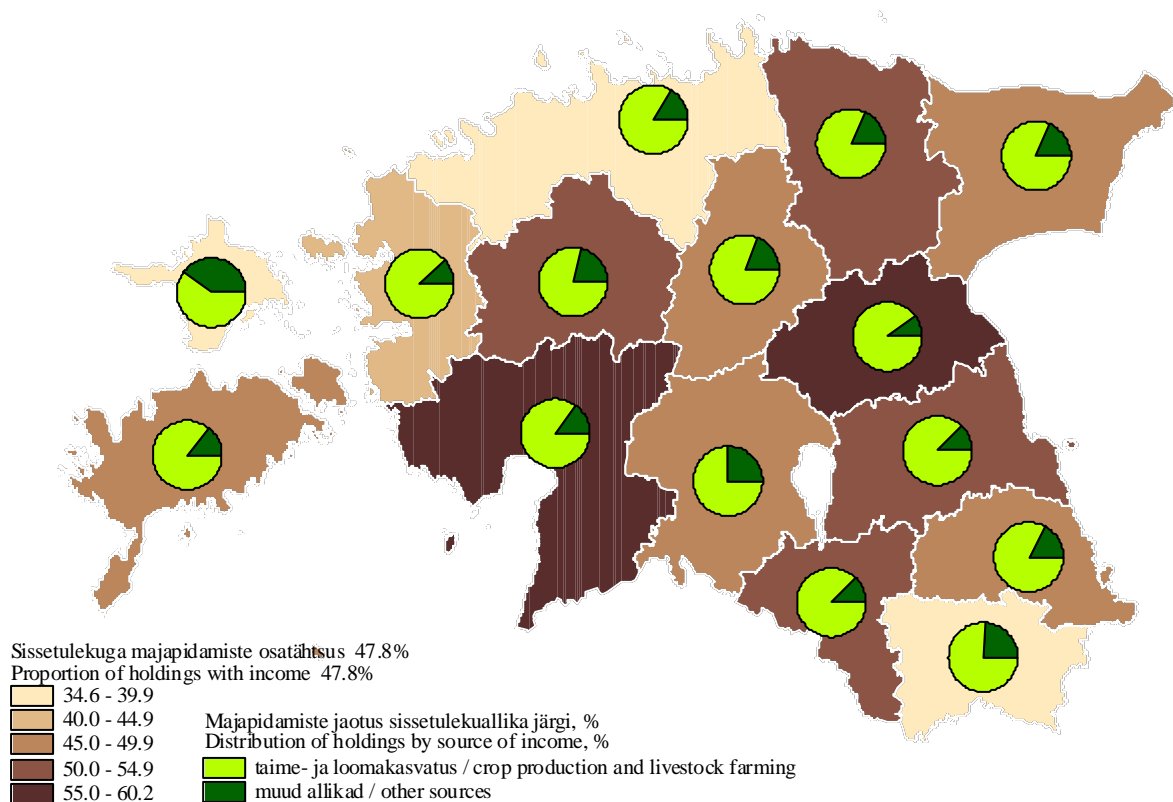 Sissetulekuga majapidamiste osatähtsus 47.8%
Proportion of holdings with income 47.8%
34.6 - 39.9
40.0 - 44.9
45.0 - 49.9
50.0 - 54.9
55.0 - 60.2
Majapidamiste jaotus sissetulekuallika järgi, %
Distribution of holdings by source of income, %
taime- ja loomakasvatus / crop production and livestock farming
muud allikad / other sources